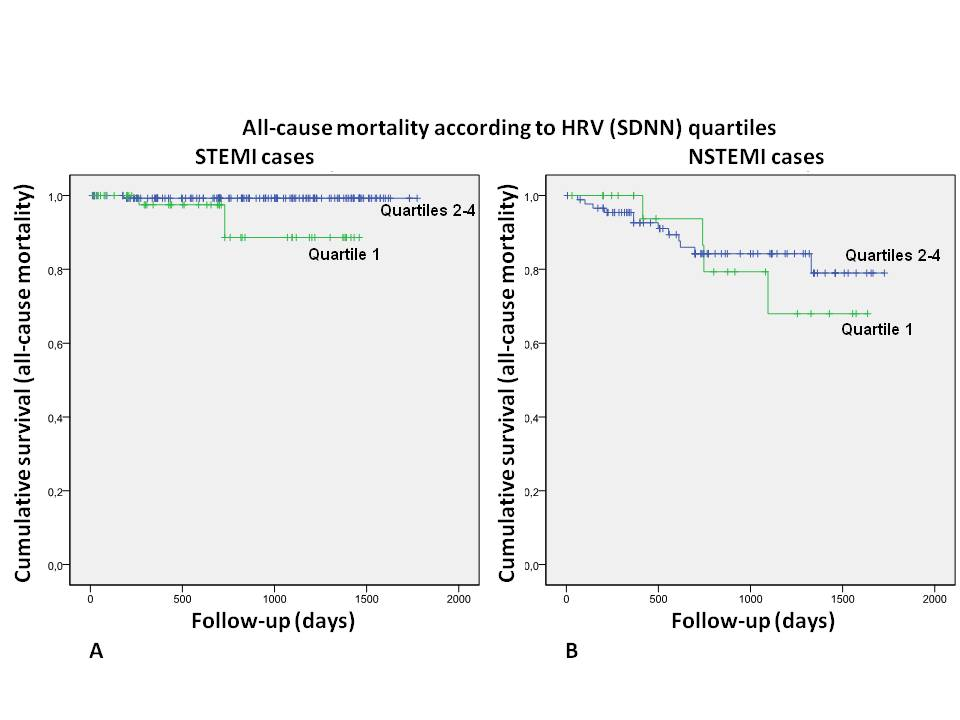 All-cause mortality according to HRV (SDNN) quartiles
STEMI cases
NSTEMI cases
Cumulative survival (all-cause mortality)
1,0
0,8
0,6
0,4
0,2
0,0
Quartiles 2-4
Quartile 1
0 500 1000 1500 2000
Follow-up (days)
A
Cumulative survival (all-cause mortality)
1,0
0,8
0,6
0,4
0,2
0,0
Quartiles 2-4
Quartile 1
0 500 1000 1500 2000
Follow-up (days)
B